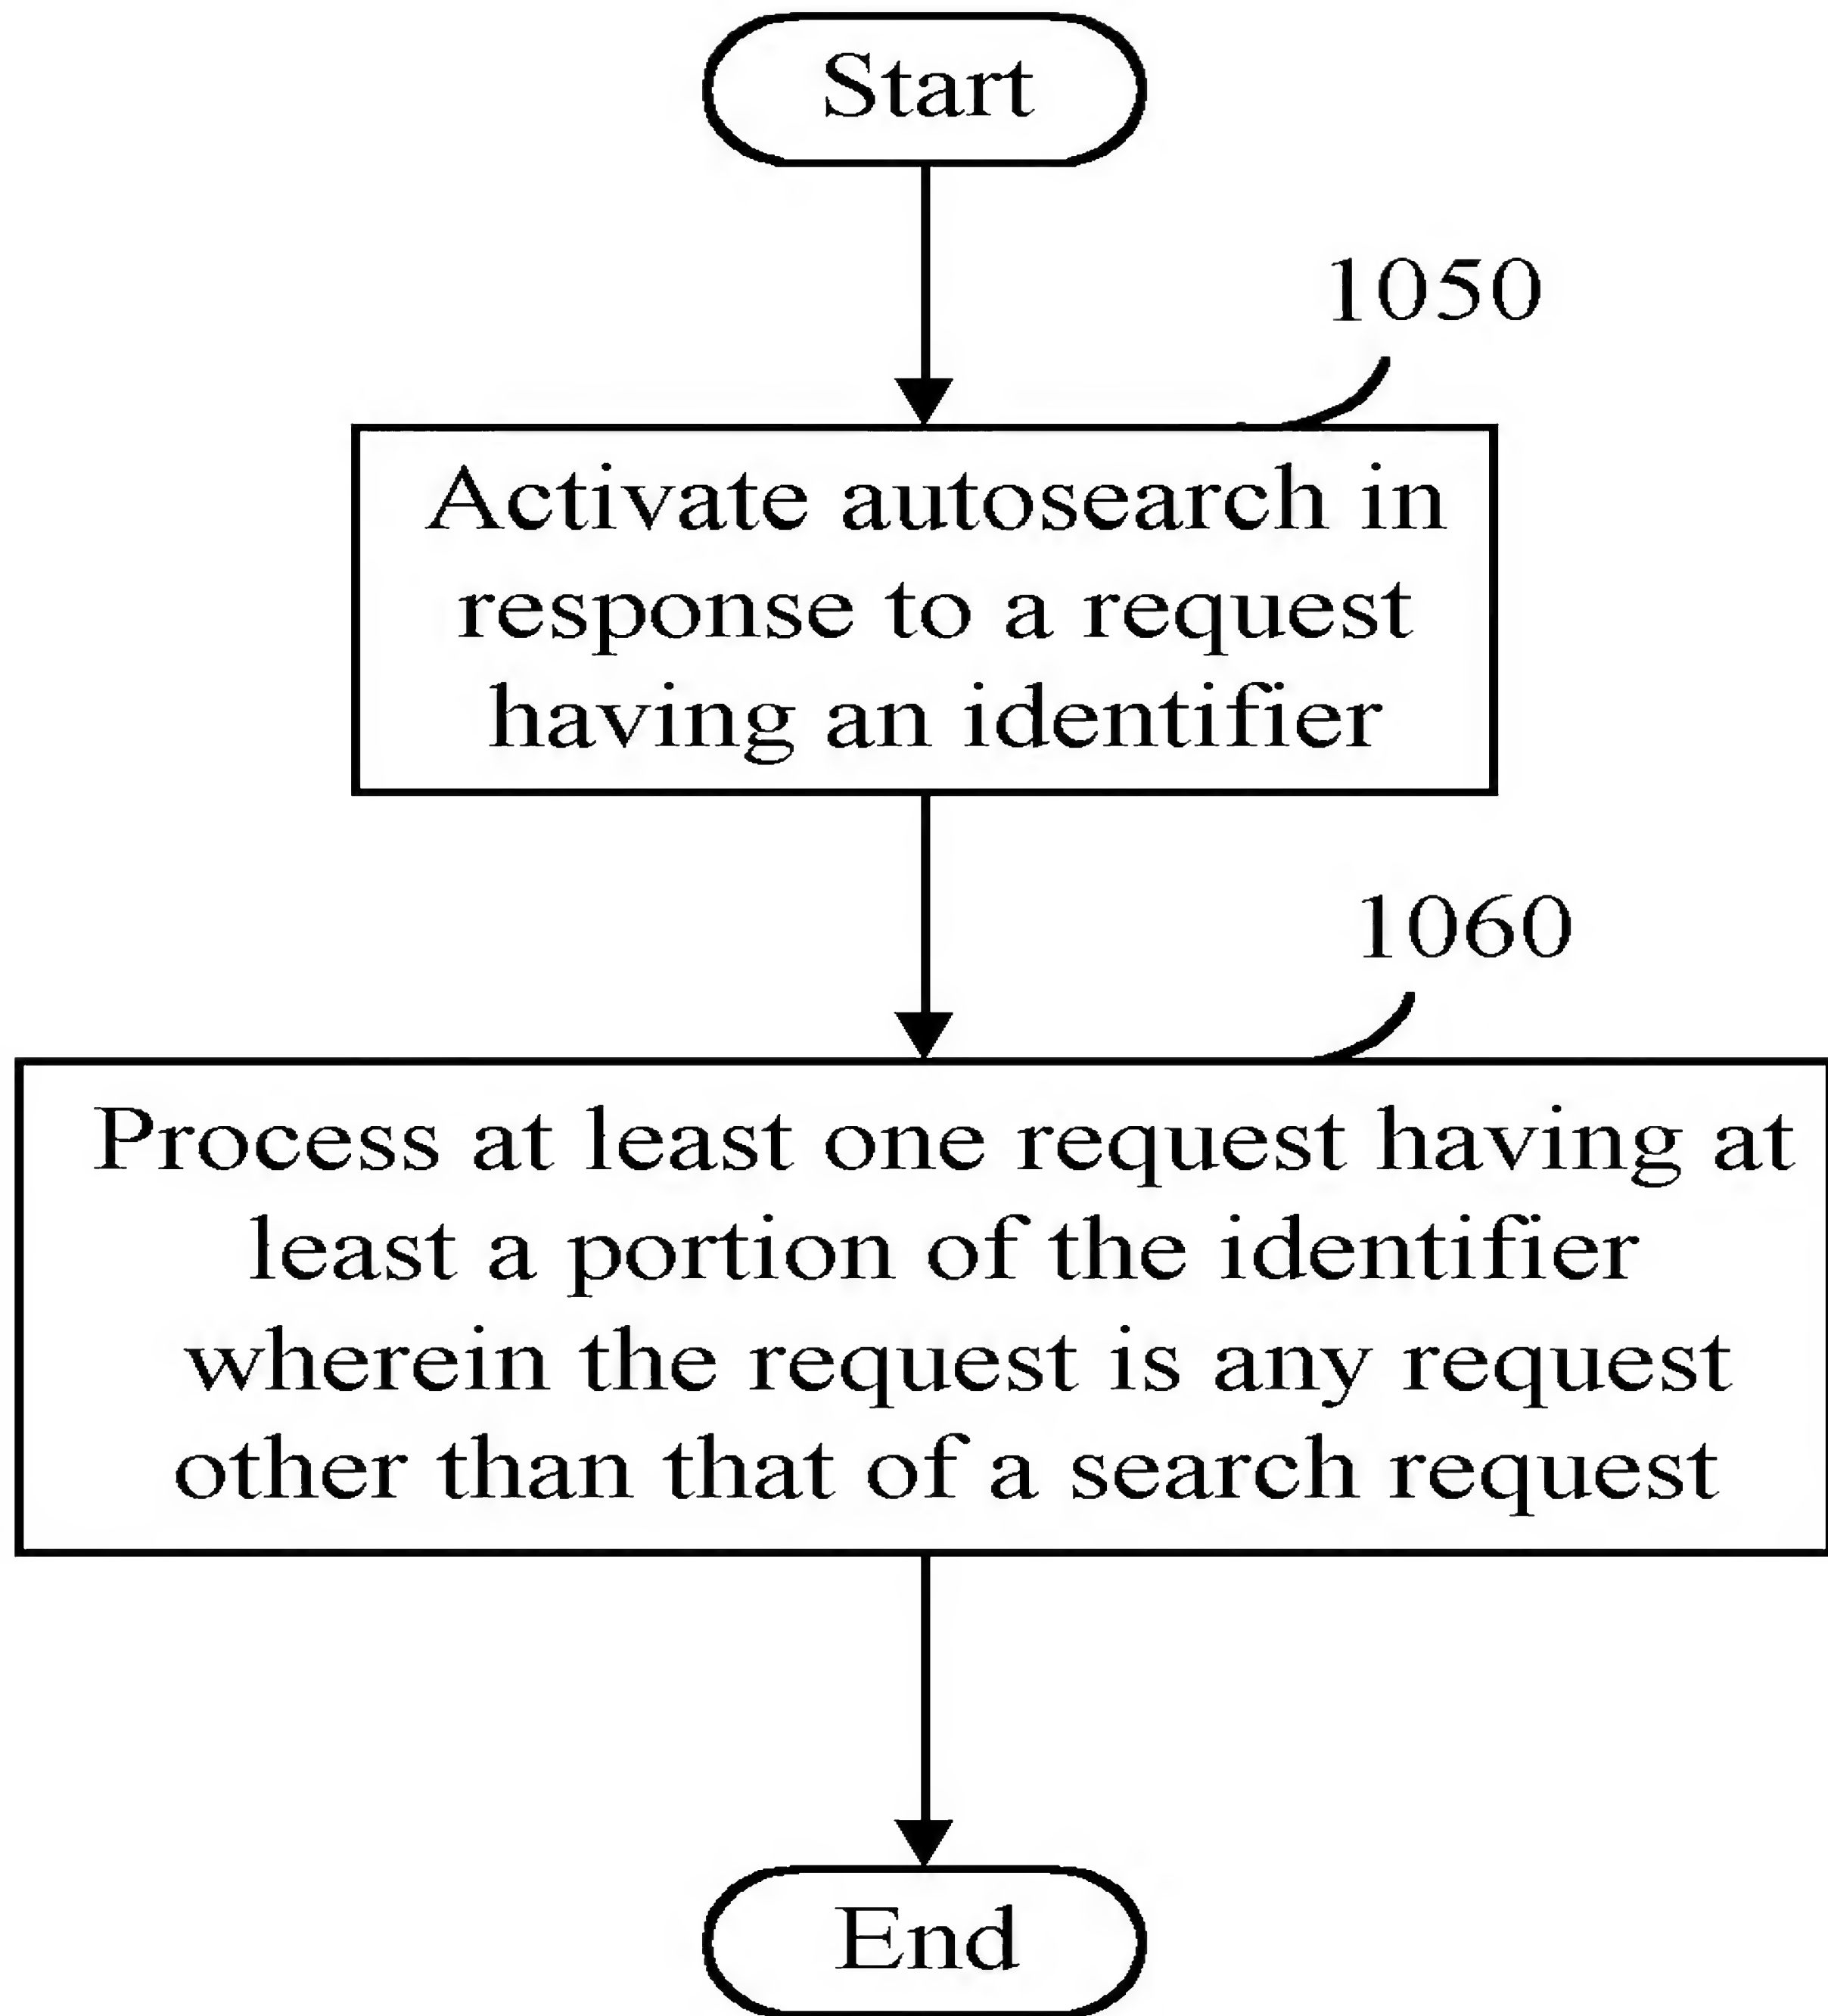 Start
1050
Activate autosearch in
response to a request
having an identifier
1060
Process at least one request having at
least a portion of the identifier
wherein the request is any request
other than that of a search request
End